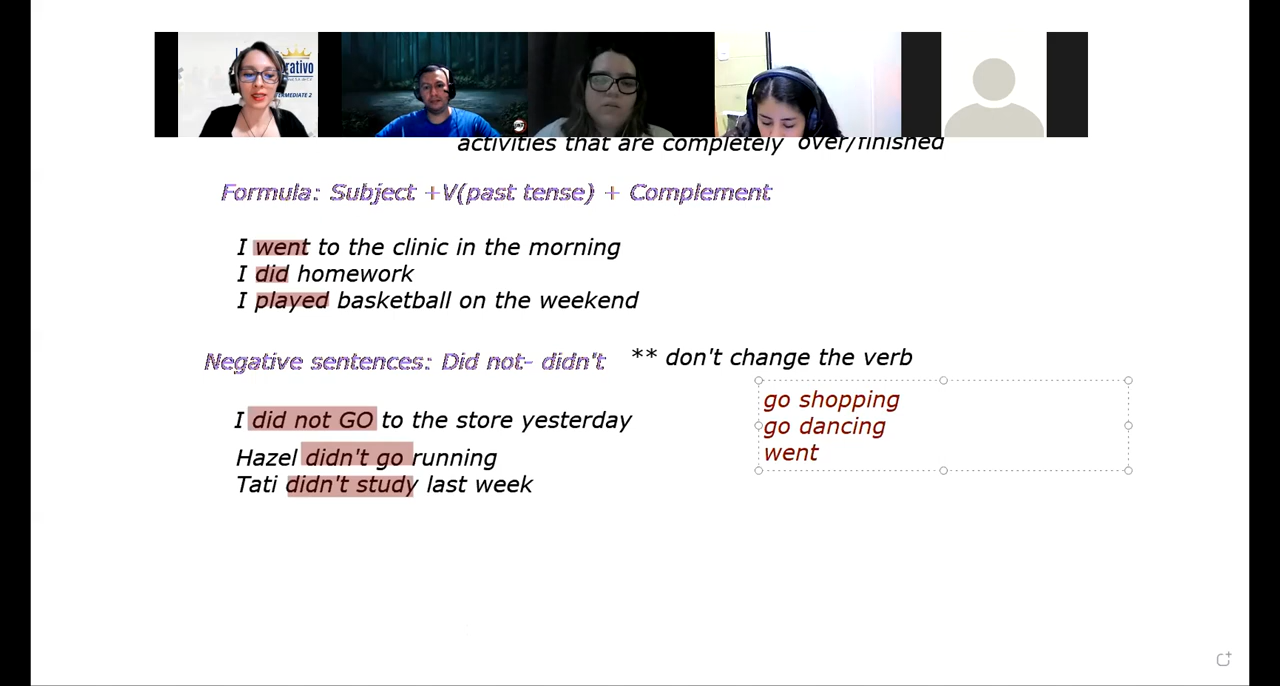 INTERMEDIATE 2
activities that are completely over/finished
Formula: Subject +V(past tense) + Complement
I went to the clinic in the morning
I did homework
I played basketball on the weekend
Negative sentences: Did not- didn't ** don't change the verb
I did not GO to the store yesterday
Hazel didn't go running
Tati didn't study last week
go shopping
go dancing
went